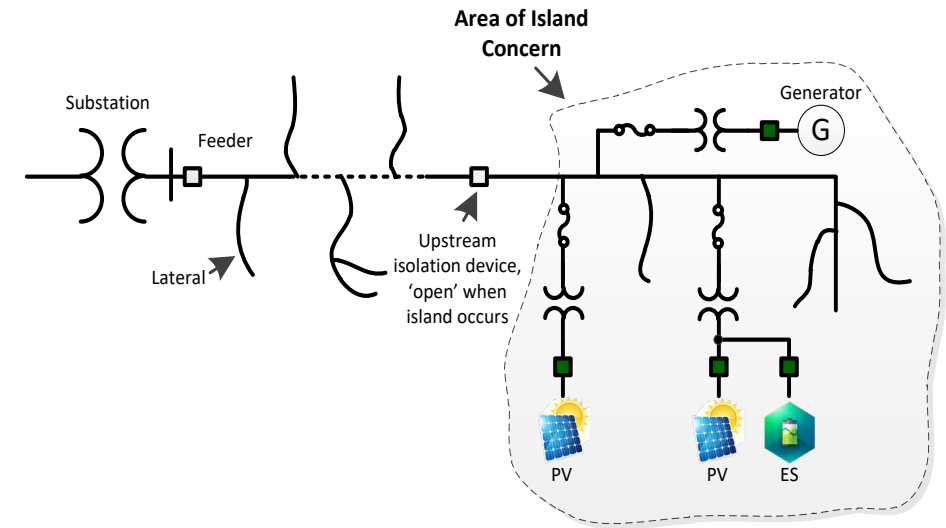 Area of Island
Concern
Substation
Feeder
Generator
G
Lateral
Upstream
isolation device,
‘open’ when
island occurs
PV
PV
ES